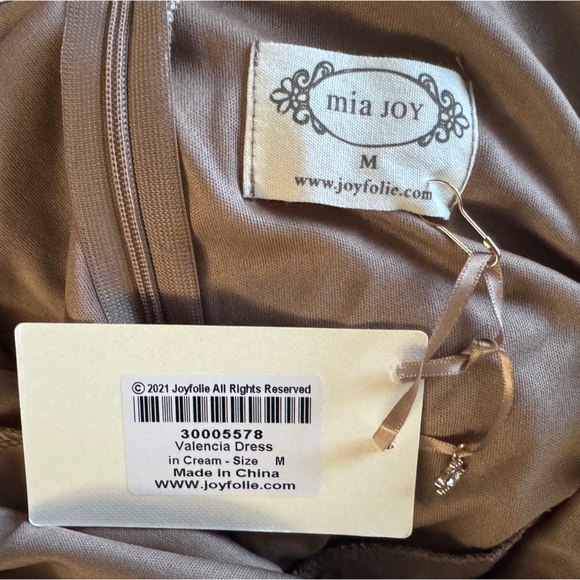 mia JOY
M
www.joyfolie.com
© 2021 Joyfolie All Rights Reserved
30005578
Valencia Dress
in Cream - Size M
Made in China
WWW.joyfolie.com